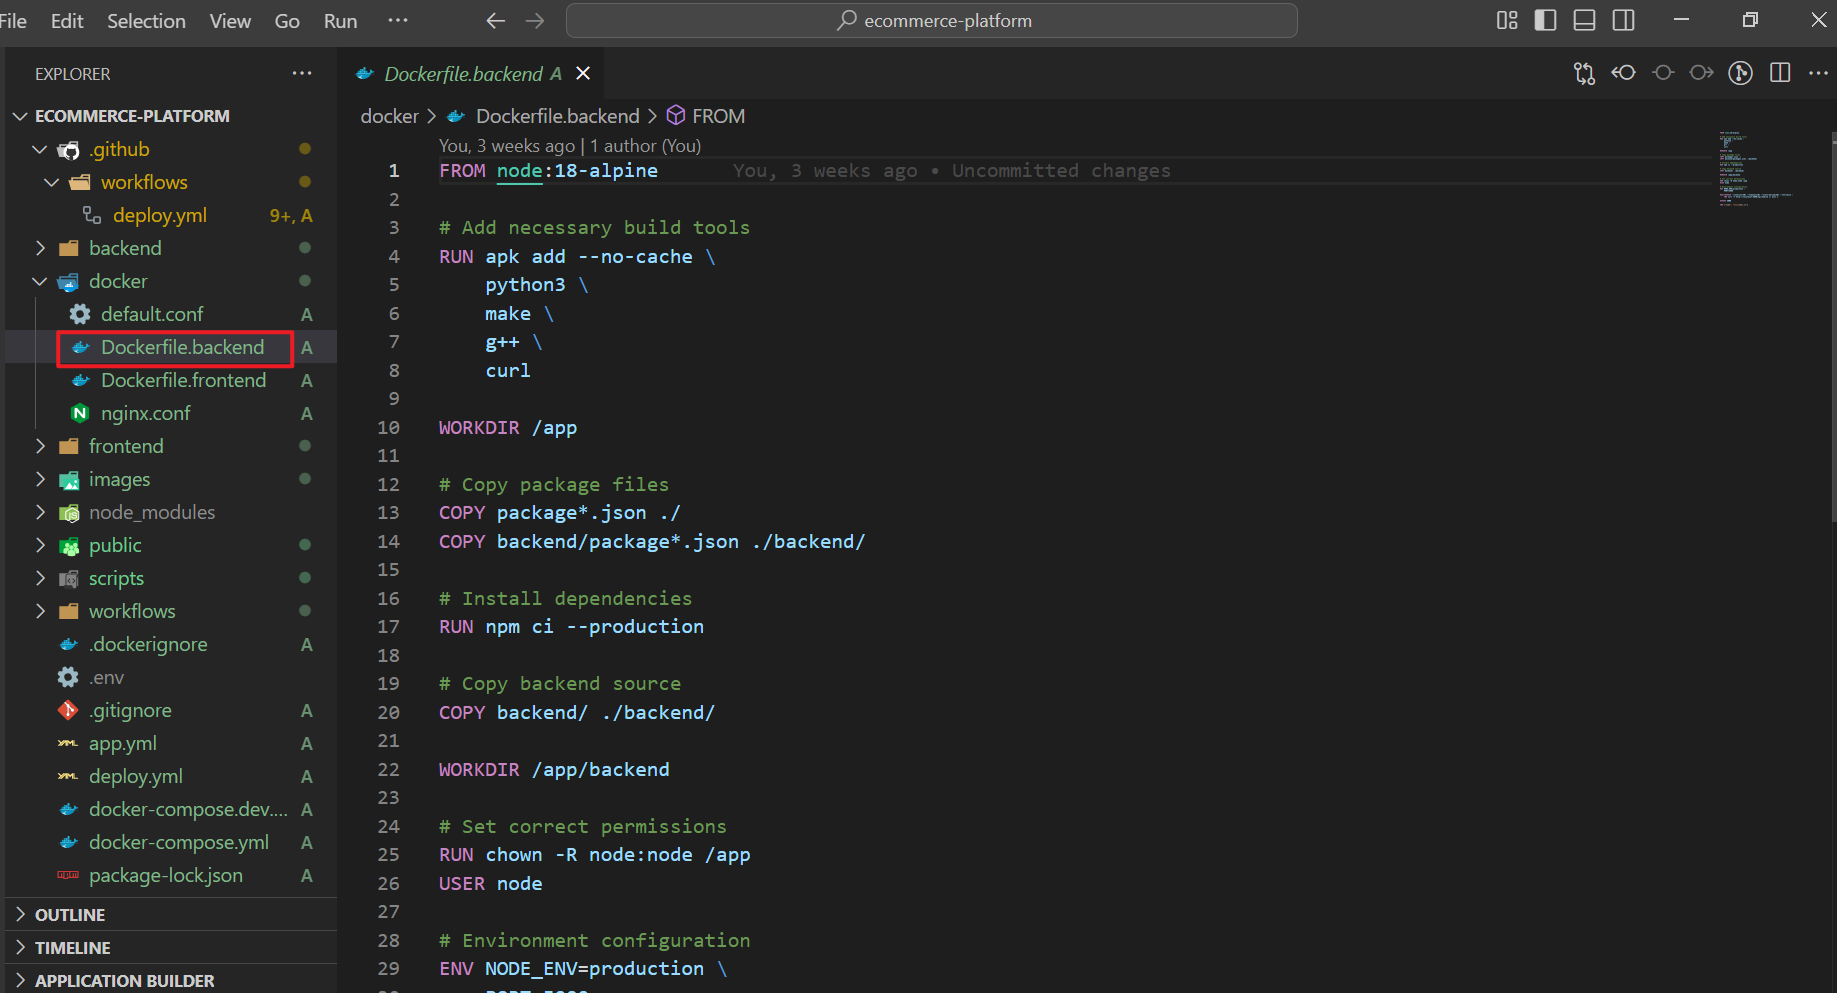 File Edit Selection View Go Run ···
ecommerce-platform
EXPLORER ···
ECOMMERCE-PLATFORM
.github
workflows
deploy.yml 9+, A
backend
docker
default.conf A
Dockerfile.backend A
Dockerfile.frontend A
nginx.conf A
frontend
images
node_modules
public
scripts
workflows
.dockerignore A
.env
.gitignore A
app.yml A
deploy.yml A
docker-compose.dev.... A
docker-compose.yml A
package-lock.json A
OUTLINE
TIMELINE
APPLICATION BUILDER
Dockerfile.backend A
docker > Dockerfile.backend > FROM
You, 3 weeks ago | 1 author (You)
1 FROM node:18-alpine You, 3 weeks ago • Uncommitted changes
2
3 # Add necessary build tools
4 RUN apk add --no-cache \
5 python3 \
6 make \
7 g++ \
8 curl
9
10 WORKDIR /app
11
12 # Copy package files
13 COPY package*.json ./
14 COPY backend/package*.json ./backend/
15
16 # Install dependencies
17 RUN npm ci --production
18
19 # Copy backend source
20 COPY backend/ ./backend/
21
22 WORKDIR /app/backend
23
24 # Set correct permissions
25 RUN chown -R node:node /app
26 USER node
27
28 # Environment configuration
29 ENV NODE_ENV=production \